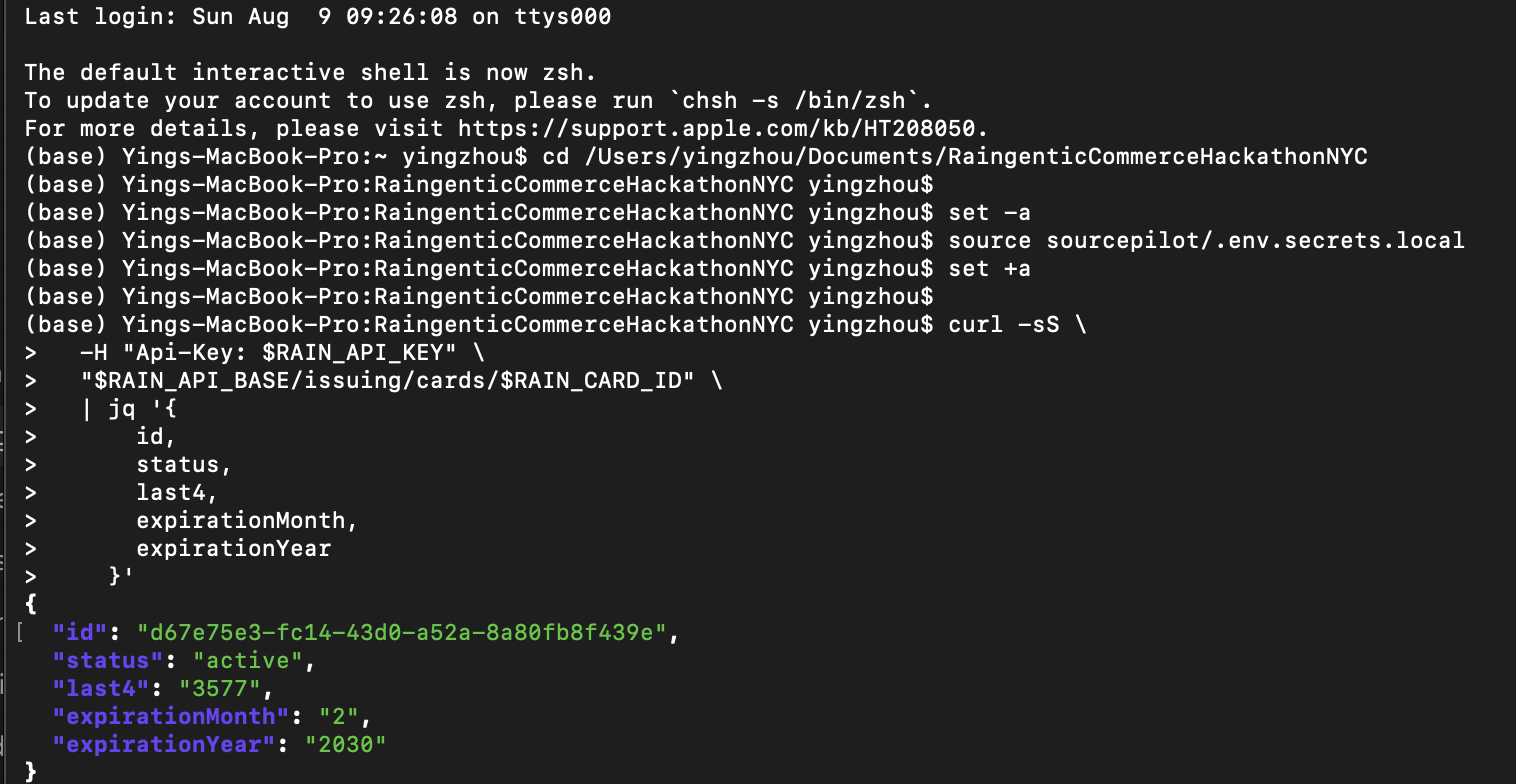 Last login: Sun Aug  9 09:26:08 on ttys000

The default interactive shell is now zsh.
To update your account to use zsh, please run `chsh -s /bin/zsh`.
For more details, please visit https://support.apple.com/kb/HT208050.
(base) Yings-MacBook-Pro:~ yingzhou$ cd /Users/yingzhou/Documents/RaingenticCommerceHackathonNYC
(base) Yings-MacBook-Pro:RaingenticCommerceHackathonNYC yingzhou$
(base) Yings-MacBook-Pro:RaingenticCommerceHackathonNYC yingzhou$ set -a
(base) Yings-MacBook-Pro:RaingenticCommerceHackathonNYC yingzhou$ source sourcepilot/.env.secrets.local
(base) Yings-MacBook-Pro:RaingenticCommerceHackathonNYC yingzhou$ set +a
(base) Yings-MacBook-Pro:RaingenticCommerceHackathonNYC yingzhou$
(base) Yings-MacBook-Pro:RaingenticCommerceHackathonNYC yingzhou$ curl -sS \
>   -H "Api-Key: $RAIN_API_KEY" \
>   "$RAIN_API_BASE/issuing/cards/$RAIN_CARD_ID" \
>   | jq '{
>       id,
>       status,
>       last4,
>       expirationMonth,
>       expirationYear
>     }'
{
[ "id": "d67e75e3-fc14-43d0-a52a-8a80fb8f439e",
  "status": "active",
  "last4": "3577",
  "expirationMonth": "2",
  "expirationYear": "2030"
}